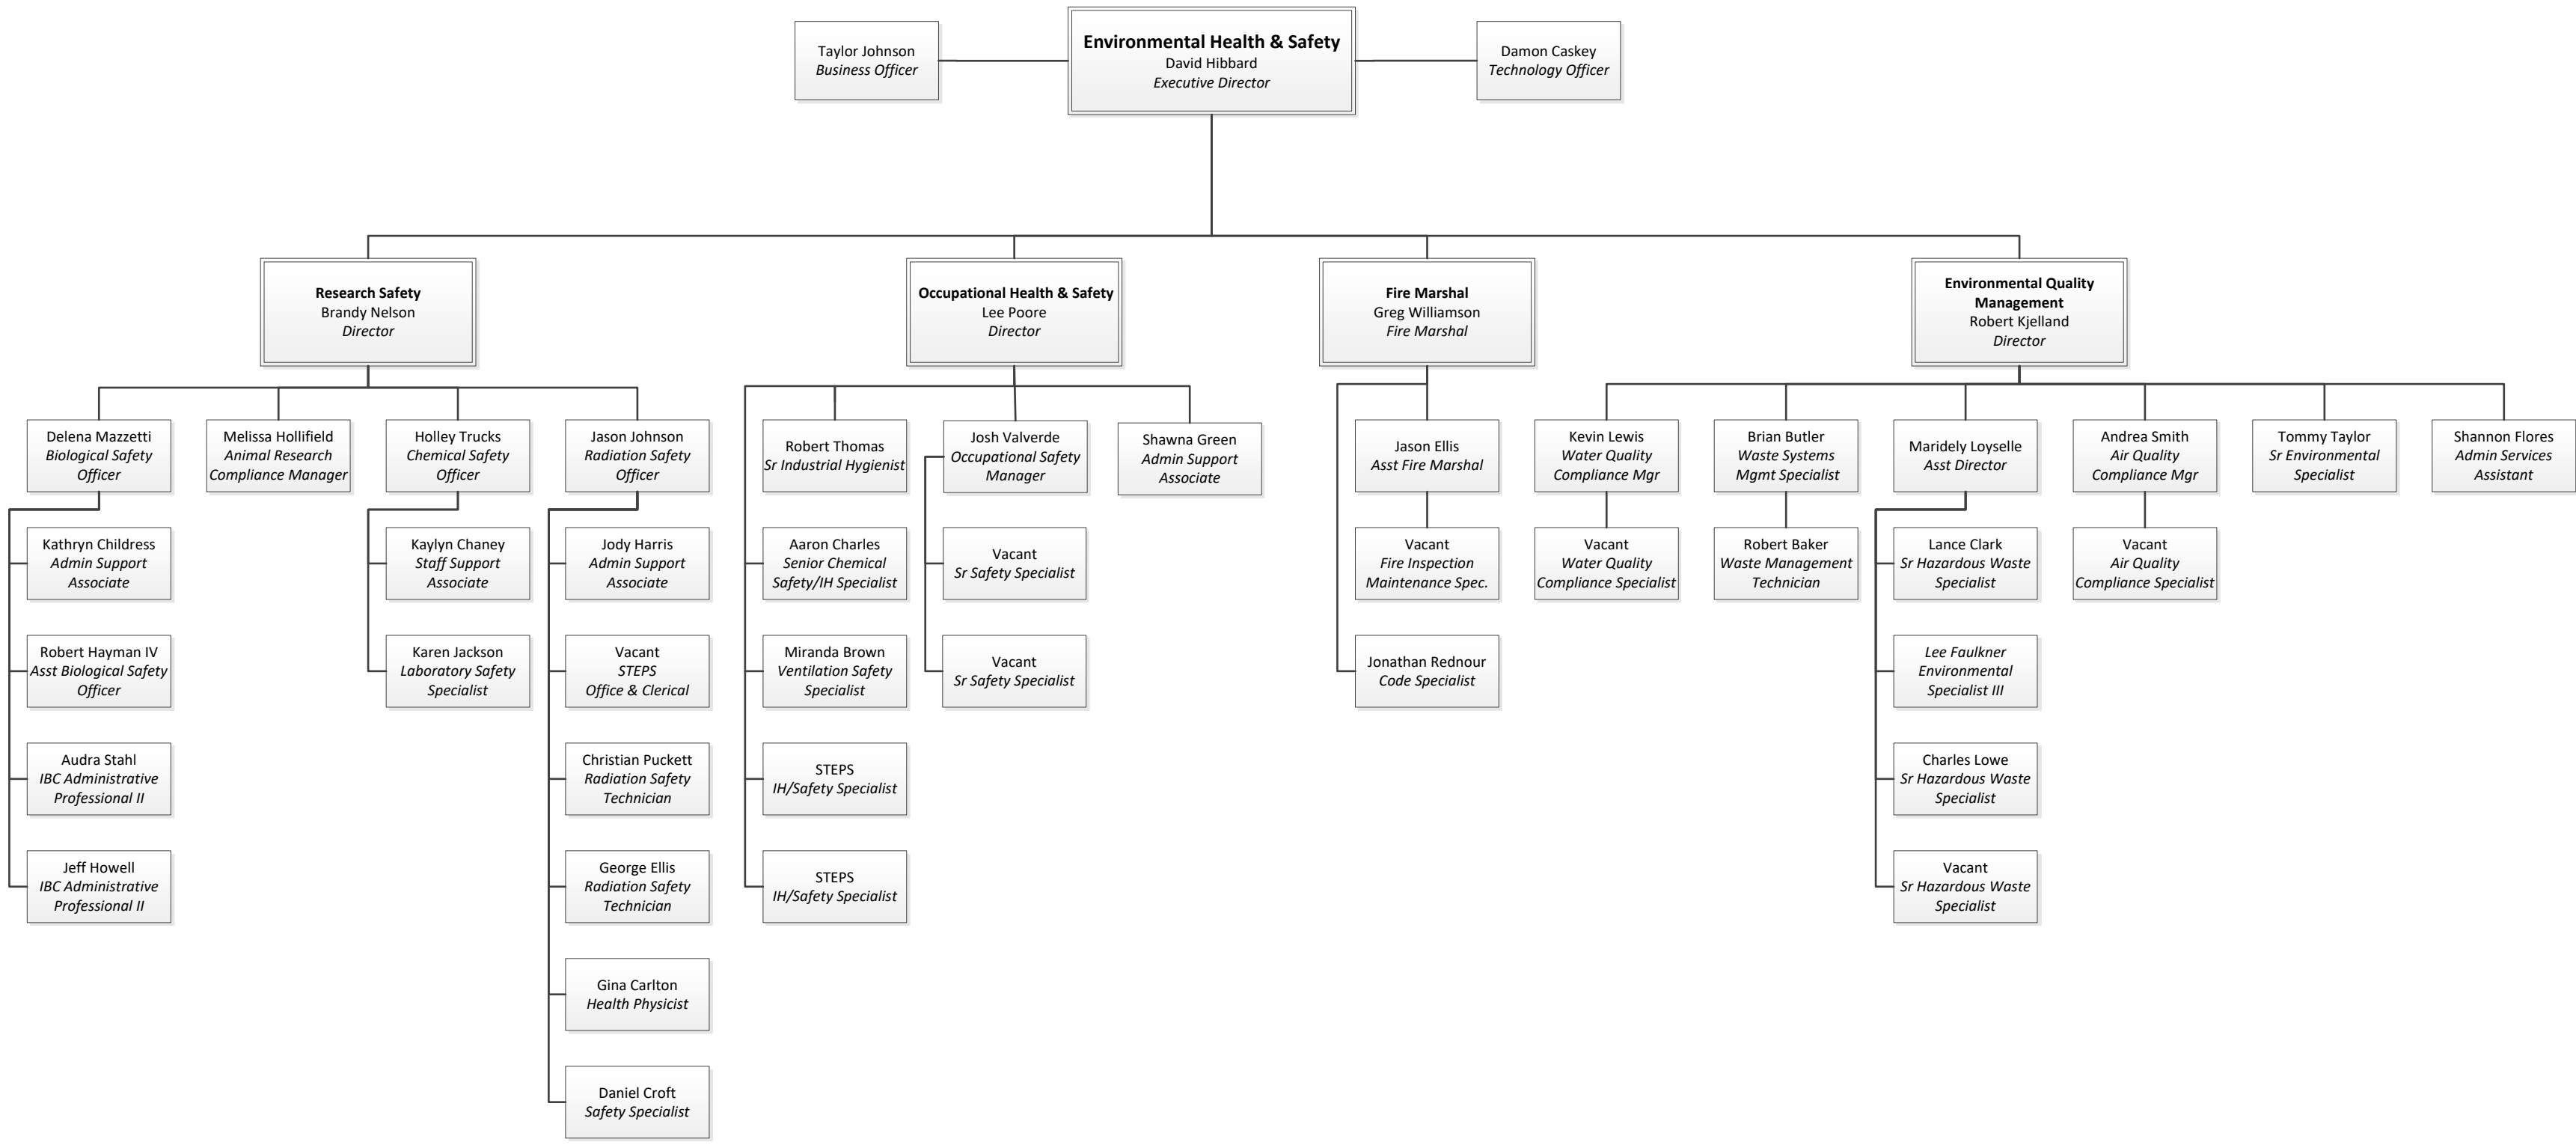 Taylor Johnson
Business Officer
Environmental Health & Safety
David Hibbard
Executive Director
Damon Caskey
Technology Officer
Research Safety
Brandy Nelson
Director
Occupational Health & Safety
Lee Poore
Director
Fire Marshal
Greg Williamson
Fire Marshal
Environmental Quality
Management
Robert Kjelland
Director
Delena Mazzetti
Biological Safety
Officer
Melissa Hollifield
Animal Research
Compliance Manager
Holley Trucks
Chemical Safety
Officer
Jason Johnson
Radiation Safety
Officer
Robert Thomas
Sr Industrial Hygienist
Josh Valverde
Occupational Safety
Manager
Shawna Green
Admin Support
Associate
Jason Ellis
Asst Fire Marshal
Kevin Lewis
Water Quality
Compliance Mgr
Brian Butler
Waste Systems
Mgmt Specialist
Maridely Loyselle
Asst Director
Andrea Smith
Air Quality
Compliance Mgr
Tommy Taylor
Sr Environmental
Specialist
Shannon Flores
Admin Services
Assistant
Kathryn Childress
Admin Support
Associate
Kaylyn Chaney
Staff Support
Associate
Jody Harris
Admin Support
Associate
Aaron Charles
Senior Chemical
Safety/IH Specialist
Vacant
Sr Safety Specialist
Vacant
Fire Inspection
Maintenance Spec.
Vacant
Water Quality
Compliance Specialist
Robert Baker
Waste Management
Technician
Lance Clark
Sr Hazardous Waste
Specialist
Vacant
Air Quality
Compliance Specialist
Robert Hayman IV
Asst Biological Safety
Officer
Karen Jackson
Laboratory Safety
Specialist
Vacant
STEPS
Office & Clerical
Miranda Brown
Ventilation Safety
Specialist
Vacant
Sr Safety Specialist
Jonathan Rednour
Code Specialist
Lee Faulkner
Environmental
Specialist III
Audra Stahl
IBC Administrative
Professional II
Christian Puckett
Radiation Safety
Technician
STEPS
IH/Safety Specialist
Charles Lowe
Sr Hazardous Waste
Specialist
Jeff Howell
IBC Administrative
Professional II
George Ellis
Radiation Safety
Technician
STEPS
IH/Safety Specialist
Vacant
Sr Hazardous Waste
Specialist
Gina Carlton
Health Physicist
Daniel Croft
Safety Specialist